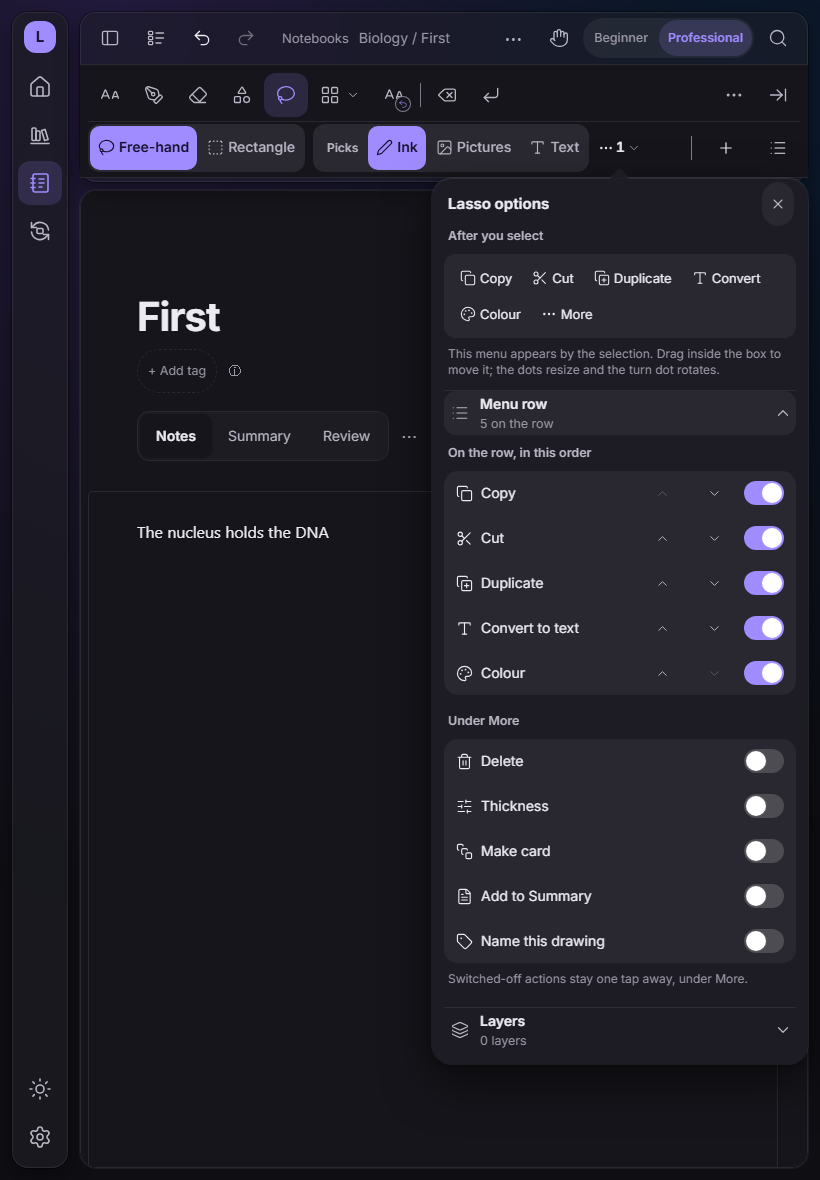 L
Notebooks Biology / First
Beginner Professional
AA AA
Free-hand Rectangle Picks Ink Pictures Text ··· 1
Lasso options
After you select
Copy Cut Duplicate Convert
Colour ··· More
This menu appears by the selection. Drag inside the box to
move it; the dots resize and the turn dot rotates.
Menu row
5 on the row
On the row, in this order
Copy
Cut
Duplicate
Convert to text
Colour
Under More
Delete
Thickness
Make card
Add to Summary
Name this drawing
Switched-off actions stay one tap away, under More.
Layers
0 layers
First
+ Add tag
Notes Summary Review
The nucleus holds the DNA